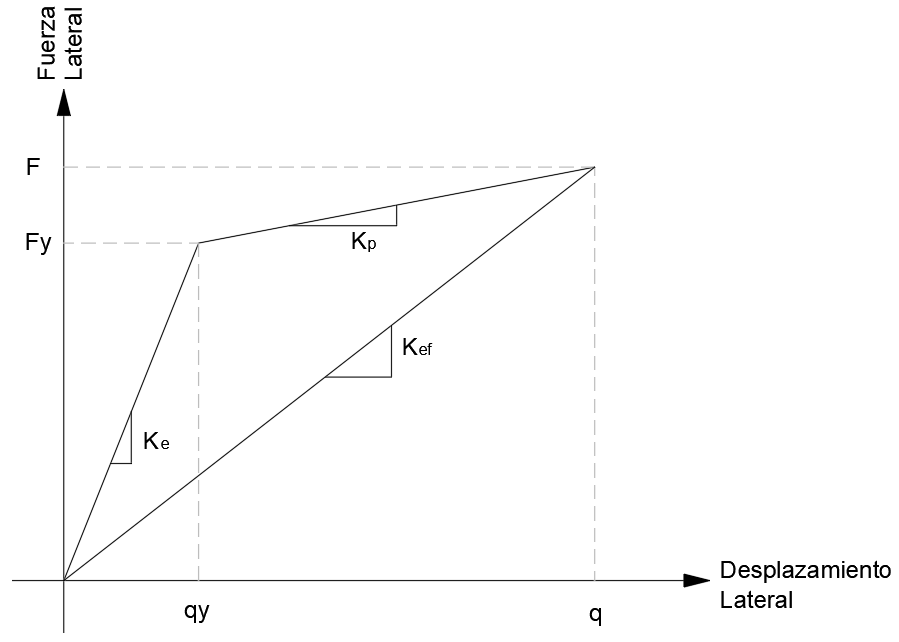 Fuerza
Lateral
F
Fy
Kp
Kef
Ke
Desplazamiento
Lateral
qy
q